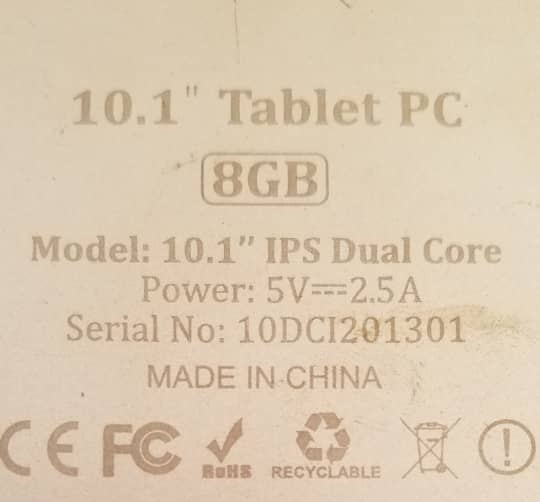 10.1" Tablet PC
8GB
Model: 10.1" IPS Dual Core
Power: 5V⎓2.5A
Serial No: 10DCI201301
MADE IN CHINA
CE FC RoHS RECYCLABLE